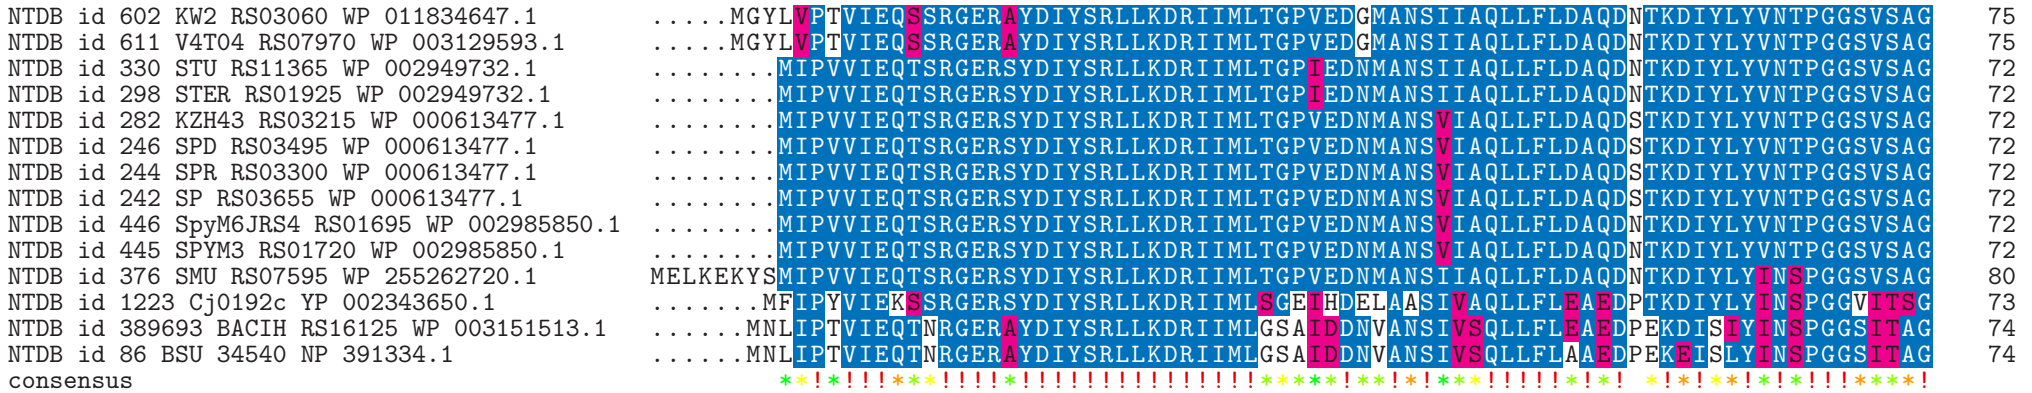 NTDB id 602 KW2 RS03060 WP 011834647.1 .....MGYLVPTVIEQSSRGERAYDIYSRLLKDRIIMLTGPVEDGMANSIIAQLLFLDAQDNTKDIYLYVNTPGGSVSAG 75
NTDB id 611 V4T04 RS07970 WP 003129593.1 .....MGYLVPTVIEQSSRGERAYDIYSRLLKDRIIMLTGPVEDGMANSIIAQLLFLDAQDNTKDIYLYVNTPGGSVSAG 75
NTDB id 330 STU RS11365 WP 002949732.1 ........MIPVVIEQTSRGERSYDIYSRLLKDRIIMLTGPIEDNMANSIIAQLLFLDAQDNTKDIYLYVNTPGGSVSAG 72
NTDB id 298 STER RS01925 WP 002949732.1 ........MIPVVIEQTSRGERSYDIYSRLLKDRIIMLTGPIEDNMANSIIAQLLFLDAQDNTKDIYLYVNTPGGSVSAG 72
NTDB id 282 KZH43 RS03215 WP 000613477.1 ........MIPVVIEQTSRGERSYDIYSRLLKDRIIMLTGPVEDNMANSVIAQLLFLDAQDSTKDIYLYVNTPGGSVSAG 72
NTDB id 246 SPD RS03495 WP 000613477.1 ........MIPVVIEQTSRGERSYDIYSRLLKDRIIMLTGPVEDNMANSVIAQLLFLDAQDSTKDIYLYVNTPGGSVSAG 72
NTDB id 244 SPR RS03300 WP 000613477.1 ........MIPVVIEQTSRGERSYDIYSRLLKDRIIMLTGPVEDNMANSVIAQLLFLDAQDSTKDIYLYVNTPGGSVSAG 72
NTDB id 242 SP RS03655 WP 000613477.1 ........MIPVVIEQTSRGERSYDIYSRLLKDRIIMLTGPVEDNMANSVIAQLLFLDAQDSTKDIYLYVNTPGGSVSAG 72
NTDB id 446 SpyM6JRS4 RS01695 WP 002985850.1 ........MIPVVIEQTSRGERSYDIYSRLLKDRIIMLTGPVEDNMANSVIAQLLFLDAQDNTKDIYLYVNTPGGSVSAG 72
NTDB id 445 SPYM3 RS01720 WP 002985850.1 ........MIPVVIEQTSRGERSYDIYSRLLKDRIIMLTGPVEDNMANSVIAQLLFLDAQDNTKDIYLYVNTPGGSVSAG 72
NTDB id 376 SMU RS07595 WP 255262720.1 MELKEKYSMIPVVIEQTSRGERSYDIYSRLLKDRIIMLTGPVEDNMANSIIAQLLFLDAQDNTKDIYLYINSPGGSVSAG 80
NTDB id 1223 Cj0192c YP 002343650.1 .......MFIPYVIEKSSRGERSYDIYSRLLKDRIIMLSGEIHDELAASIVAQLLFLEAEDPTKDIYLYINSPGGVITSG 73
NTDB id 389693 BACIH RS16125 WP 003151513.1 ......MNLIPTVIEQTNRGERAYDIYSRLLKDRIIMLGSAIDDNVANSIVSQLLFLEAEDPEKDISIYINSPGGSITAG 74
NTDB id 86 BSU 34540 NP 391334.1 ......MNLIPTVIEQTNRGERAYDIYSRLLKDRIIMLGSAIDDNVANSIVSQLLFLAAEDPEKEISLYINSPGGSITAG 74
consensus **!*!!!***!!!!*!!!!!!!!!!!!!!!*****!**!*!***!!!!!*!*! *!*!**!*!*!!!****!